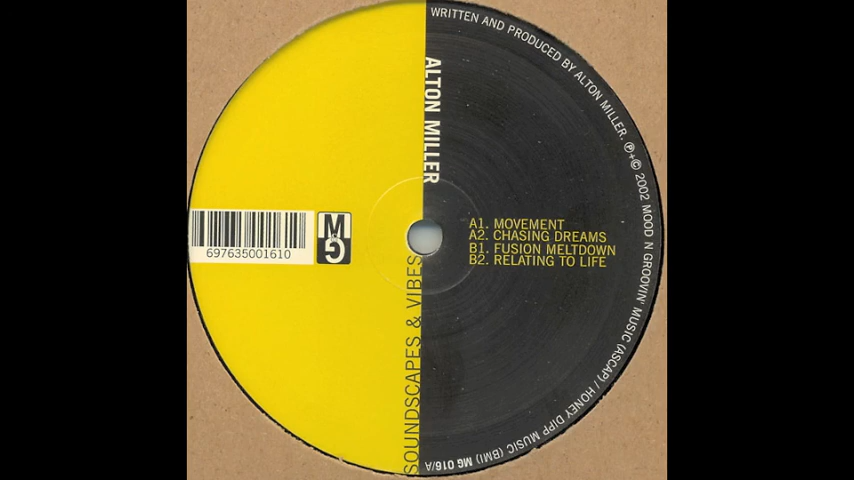 WRITTEN AND PRODUCED BY ALTON MILLER. ℗+© 2002 MOOD N GROOVIN' MUSIC (ASCAP) / HONEY DIPP MUSIC (BMI) MG 016/A
ALTON MILLER
SOUNDSCAPES & VIBES
697635001610
MG
A1. MOVEMENT
A2. CHASING DREAMS
B1. FUSION MELTDOWN
B2. RELATING TO LIFE